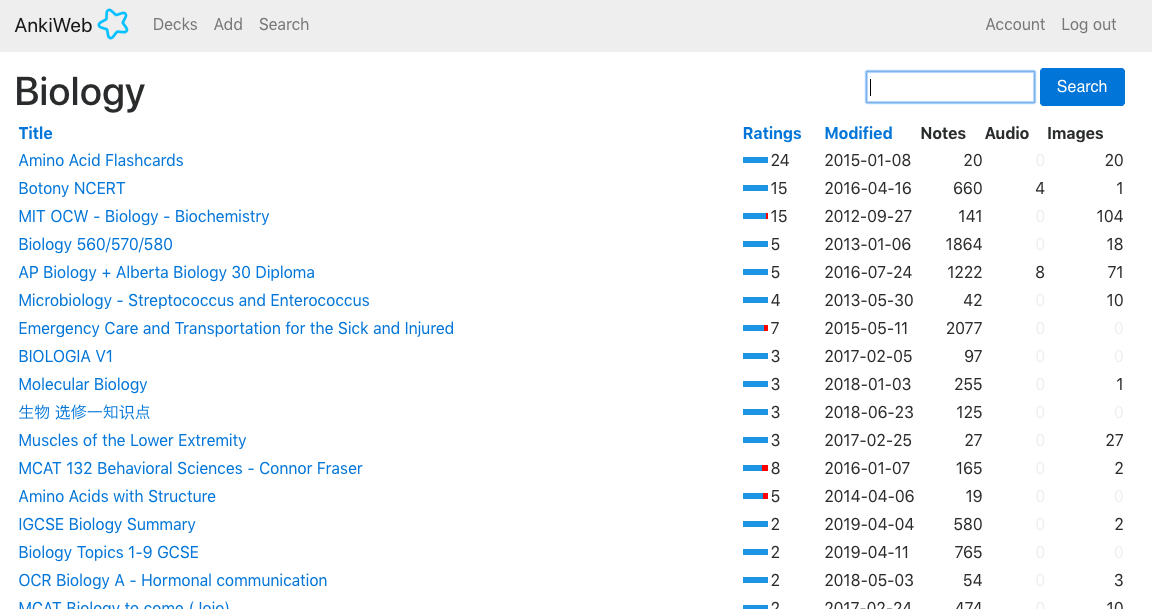 AnkiWeb Decks Add Search Account Log out
Biology Search
Title Ratings Modified Notes Audio Images
Amino Acid Flashcards 24 2015-01-08 20 0 20
Botony NCERT 15 2016-04-16 660 4 1
MIT OCW - Biology - Biochemistry 15 2012-09-27 141 0 104
Biology 560/570/580 5 2013-01-06 1864 0 18
AP Biology + Alberta Biology 30 Diploma 5 2016-07-24 1222 8 71
Microbiology - Streptococcus and Enterococcus 4 2013-05-30 42 0 10
Emergency Care and Transportation for the Sick and Injured 7 2015-05-11 2077 0 0
BIOLOGIA V1 3 2017-02-05 97 0 0
Molecular Biology 3 2018-01-03 255 0 1
生物 选修一知识点 3 2018-06-23 125 0 0
Muscles of the Lower Extremity 3 2017-02-25 27 0 27
MCAT 132 Behavioral Sciences - Connor Fraser 8 2016-01-07 165 0 2
Amino Acids with Structure 5 2014-04-06 19 0 0
IGCSE Biology Summary 2 2019-04-04 580 0 2
Biology Topics 1-9 GCSE 2 2019-04-11 765 0 0
OCR Biology A - Hormonal communication 2 2018-05-03 54 0 3
MCAT Biology to come (Jojo) 2 2017-02-24 474 0 10